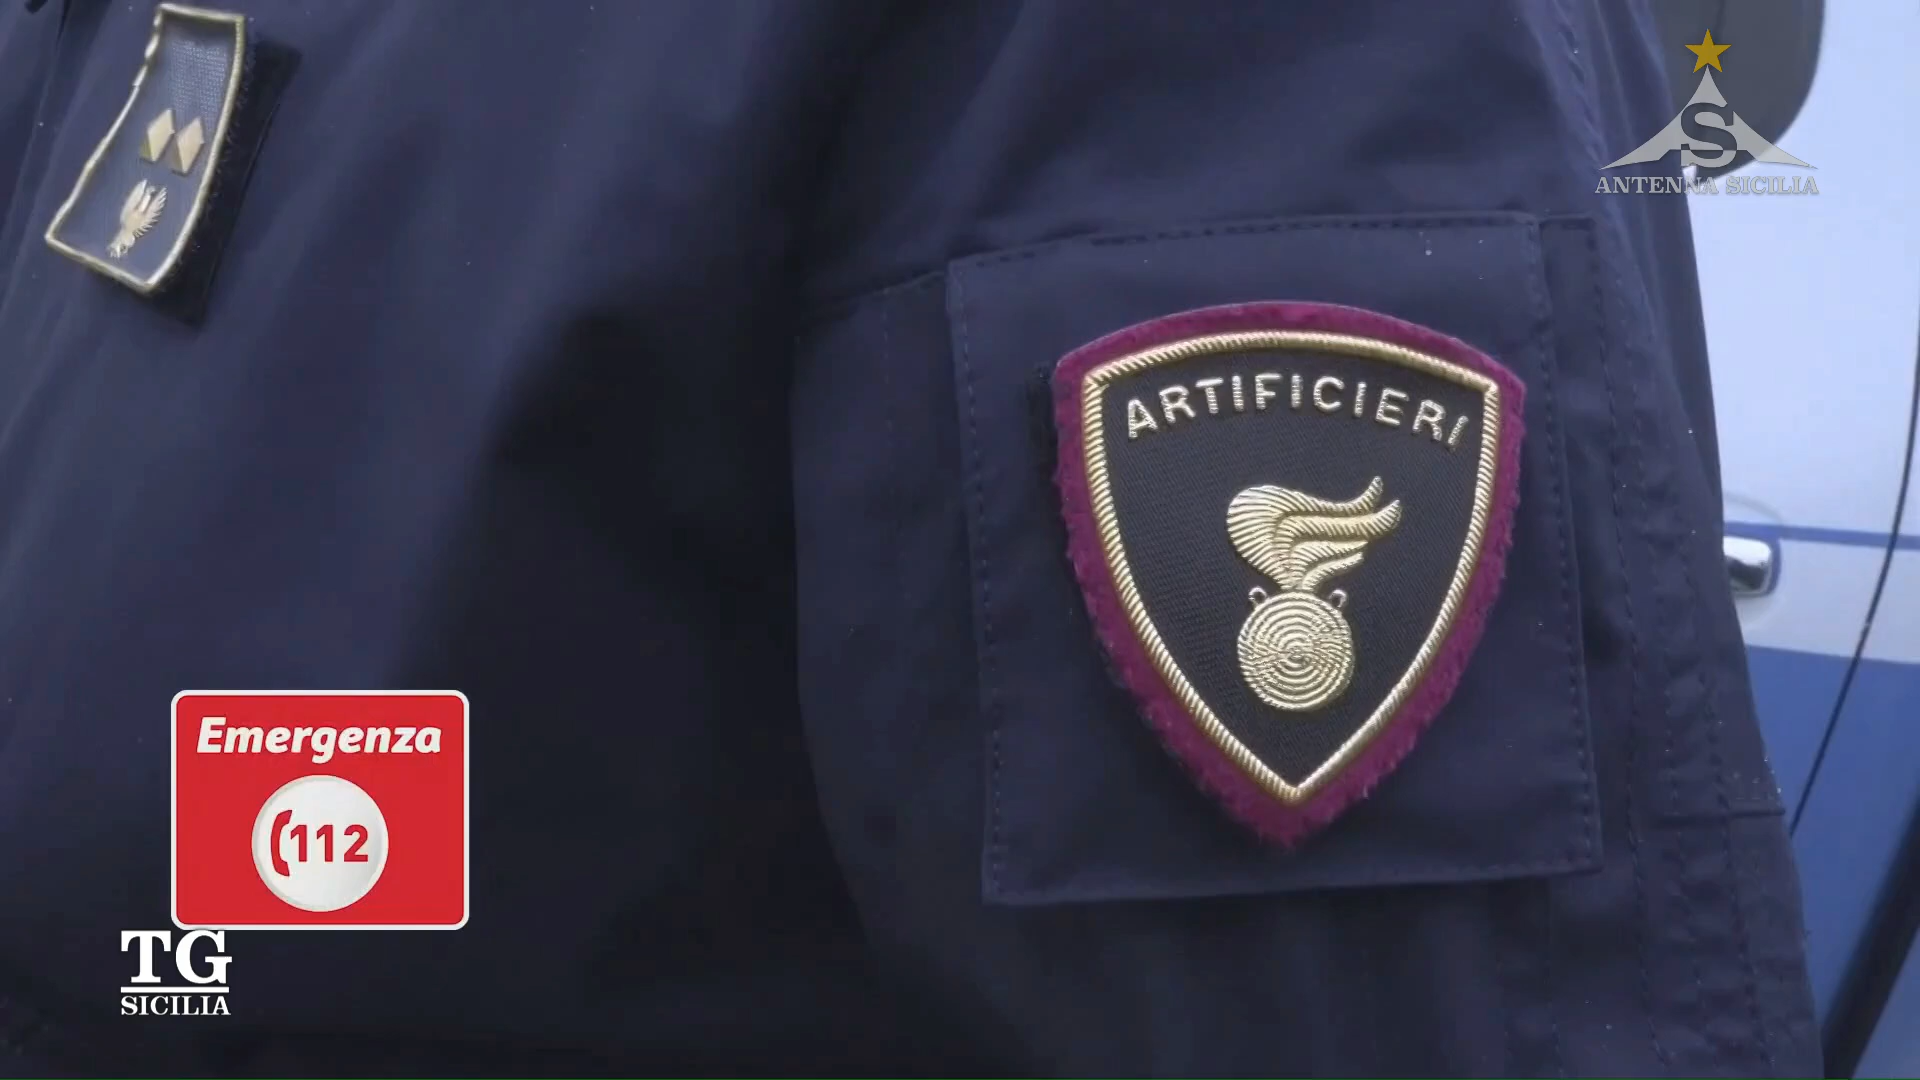 S
ANTENNA SICILIA
ARTIFICIERI
Emergenza
112
TG
SICILIA